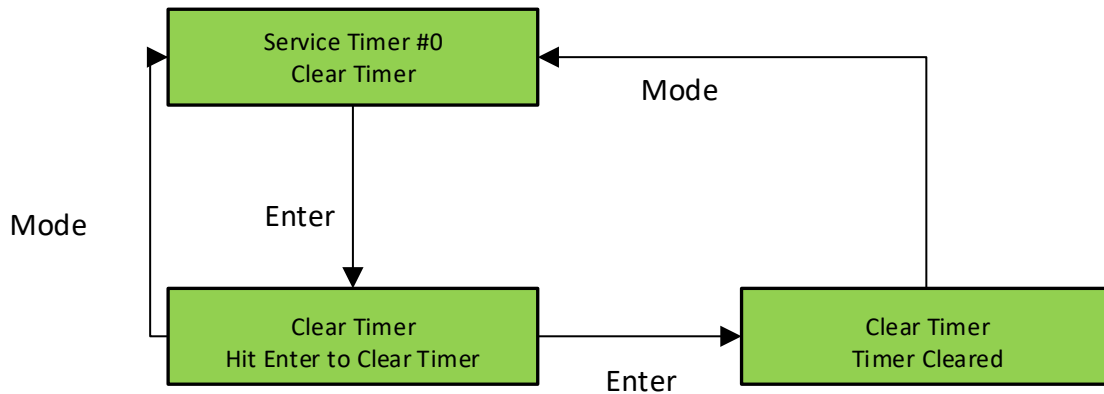 Service Timer #0
Clear Timer
Mode
Mode
Enter
Clear Timer
Hit Enter to Clear Timer
Enter
Clear Timer
Timer Cleared